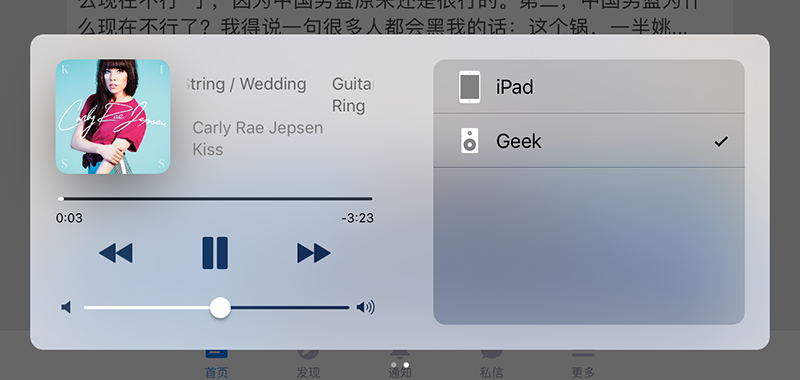 么现在不行”了，因为中国男篮原来还是很行的。第二，中国男篮为什
么现在不行了？我得说一句很多人都会黑我的话：这个锅，一半姚...
K I
Carly Rae Jepsen
S S
String / Wedding Guitar
Ring
Carly Rae Jepsen
Kiss
0:03 -3:23
iPad
Geek
首页 发现 通知 私信 更多